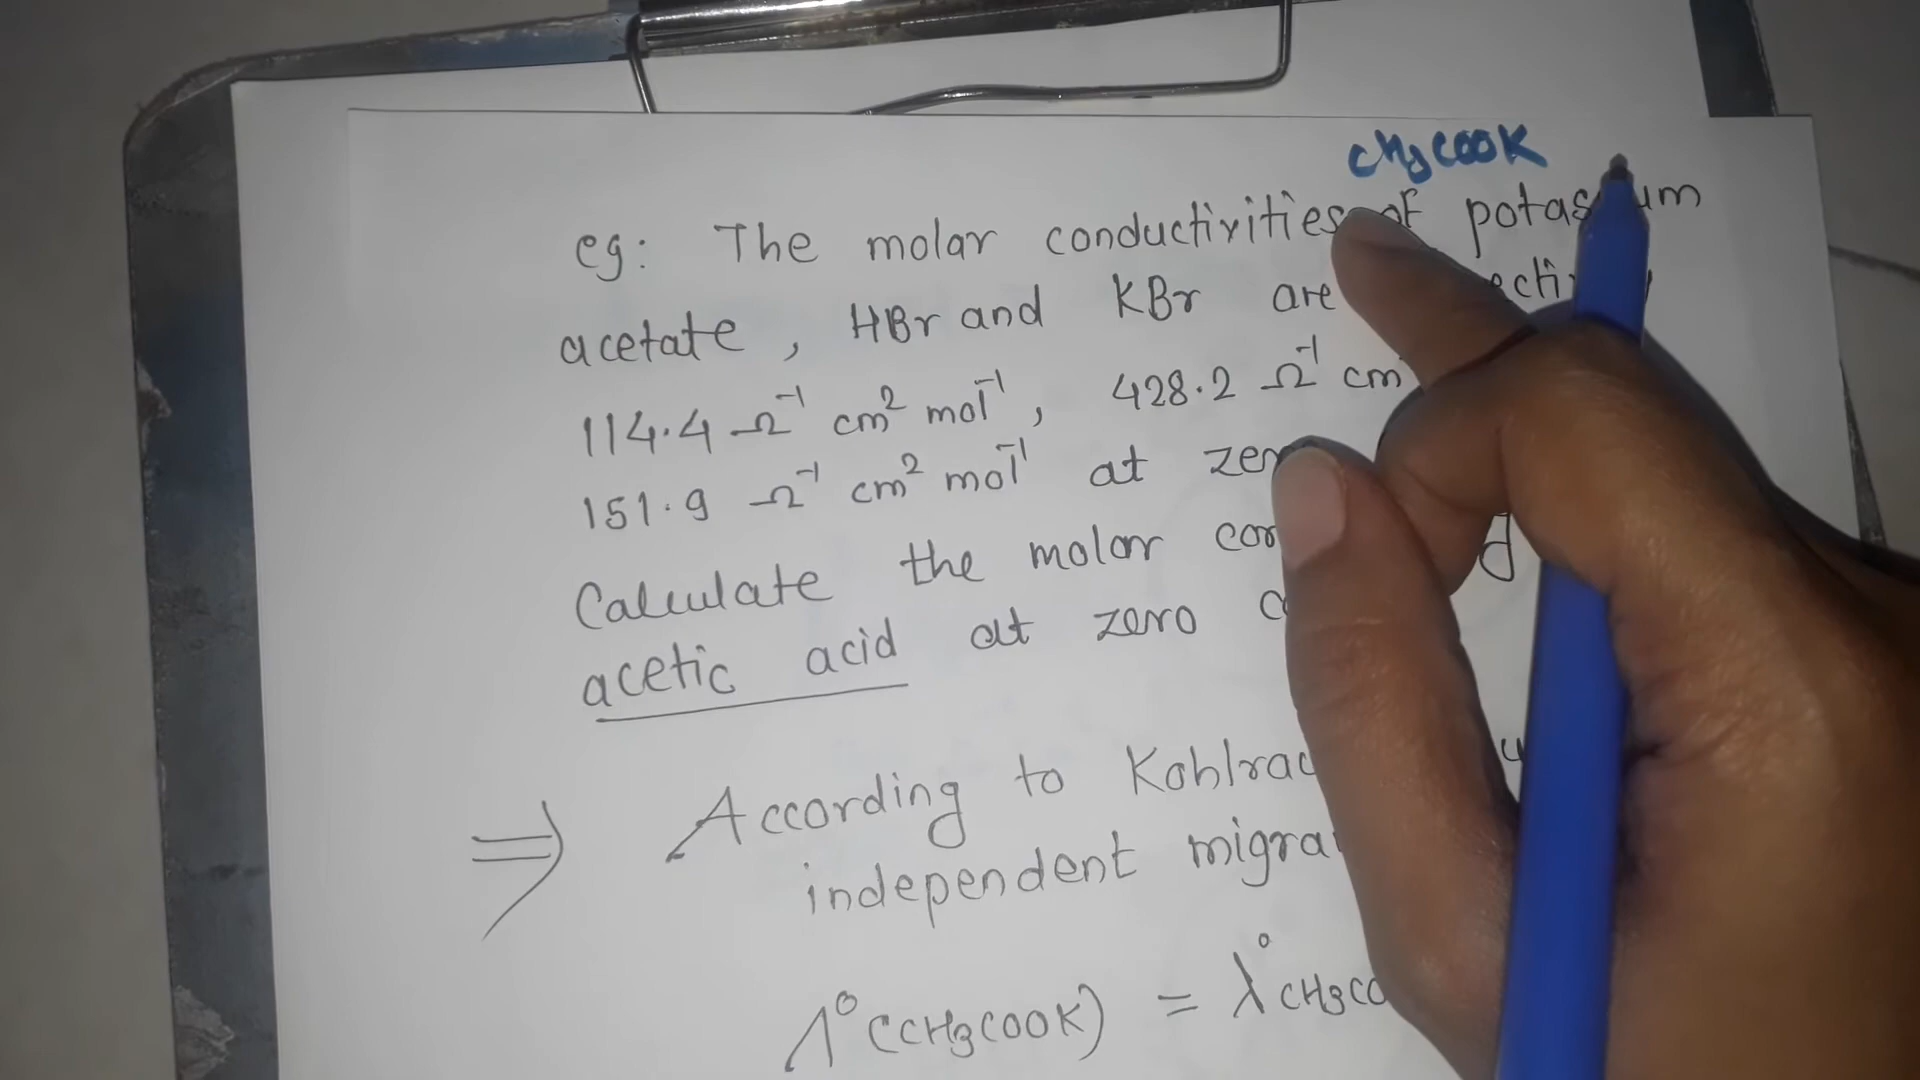 CH3COOK
eg: The molar conductivities of
acetate, HBr and KBr are
114.4 Ω⁻¹ cm² mol⁻¹, 428.2 Ω⁻¹ cm
151.9 Ω⁻¹ cm² mol⁻¹ at
Calculate the molar
acetic acid at zero
⇒ According to
independent
Λ° (CH3COOK) = λ°